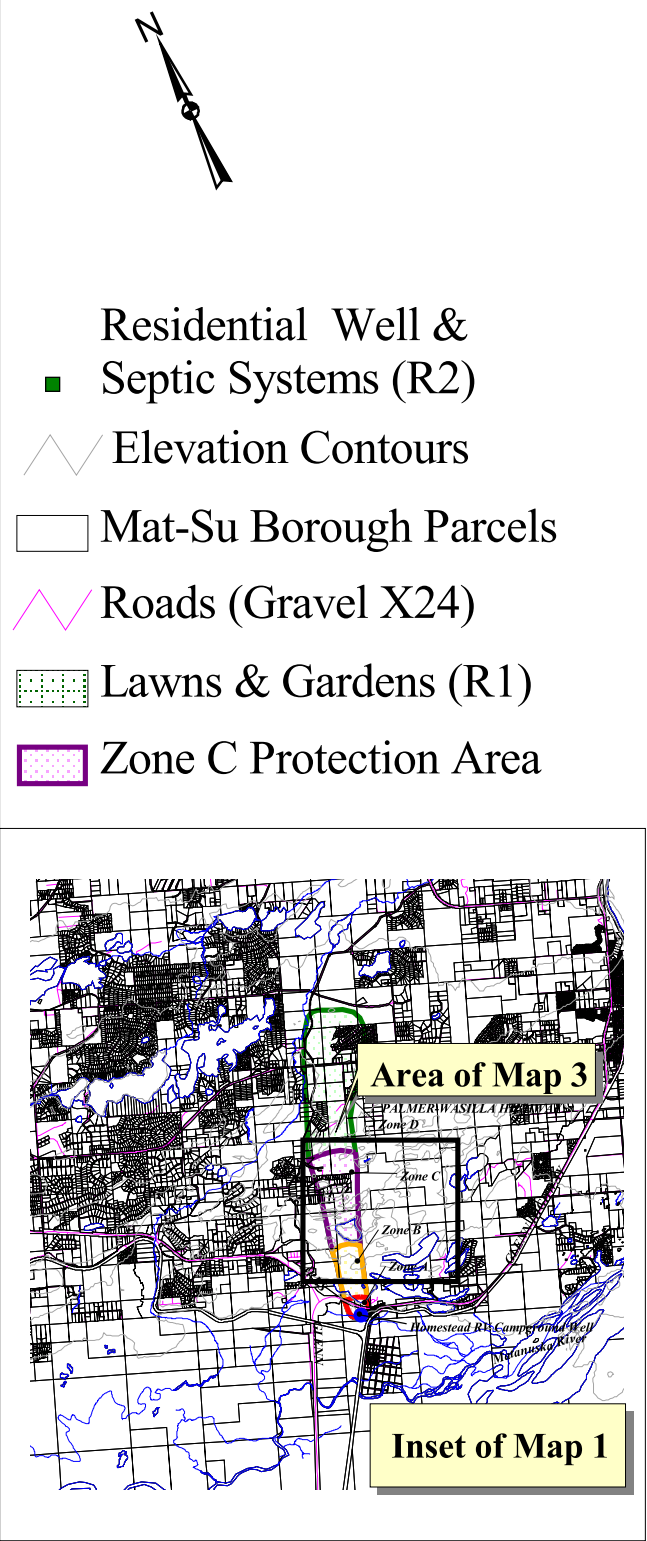 N
Residential Well &
Septic Systems (R2)
Elevation Contours
Mat-Su Borough Parcels
Roads (Gravel X24)
Lawns & Gardens (R1)
Zone C Protection Area
Area of Map 3
PALMER-WASILLA
Zone D
Zone C
Zone B
Zone A
Homestead RV Campground Well
Matanuska River
Inset of Map 1